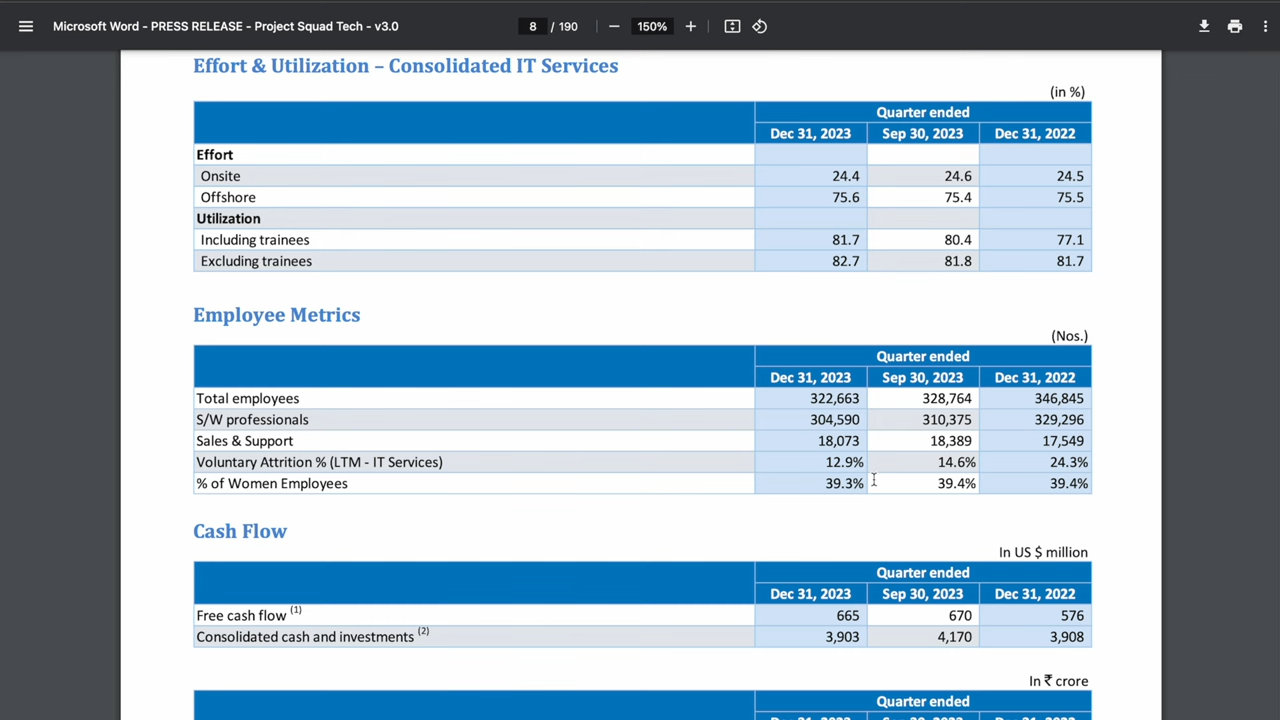 Microsoft Word - PRESS RELEASE - Project Squad Tech - v3.0 8 / 190 150%
Effort & Utilization – Consolidated IT Services
(in %)
Quarter ended
Dec 31, 2023 Sep 30, 2023 Dec 31, 2022
Effort
Onsite 24.4 24.6 24.5
Offshore 75.6 75.4 75.5
Utilization
Including trainees 81.7 80.4 77.1
Excluding trainees 82.7 81.8 81.7
Employee Metrics
(Nos.)
Quarter ended
Dec 31, 2023 Sep 30, 2023 Dec 31, 2022
Total employees 322,663 328,764 346,845
S/W professionals 304,590 310,375 329,296
Sales & Support 18,073 18,389 17,549
Voluntary Attrition % (LTM - IT Services) 12.9% 14.6% 24.3%
% of Women Employees 39.3% 39.4% 39.4%
Cash Flow
In US $ million
Quarter ended
Dec 31, 2023 Sep 30, 2023 Dec 31, 2022
Free cash flow (1) 665 670 576
Consolidated cash and investments (2) 3,903 4,170 3,908
In ₹ crore
Quarter ended